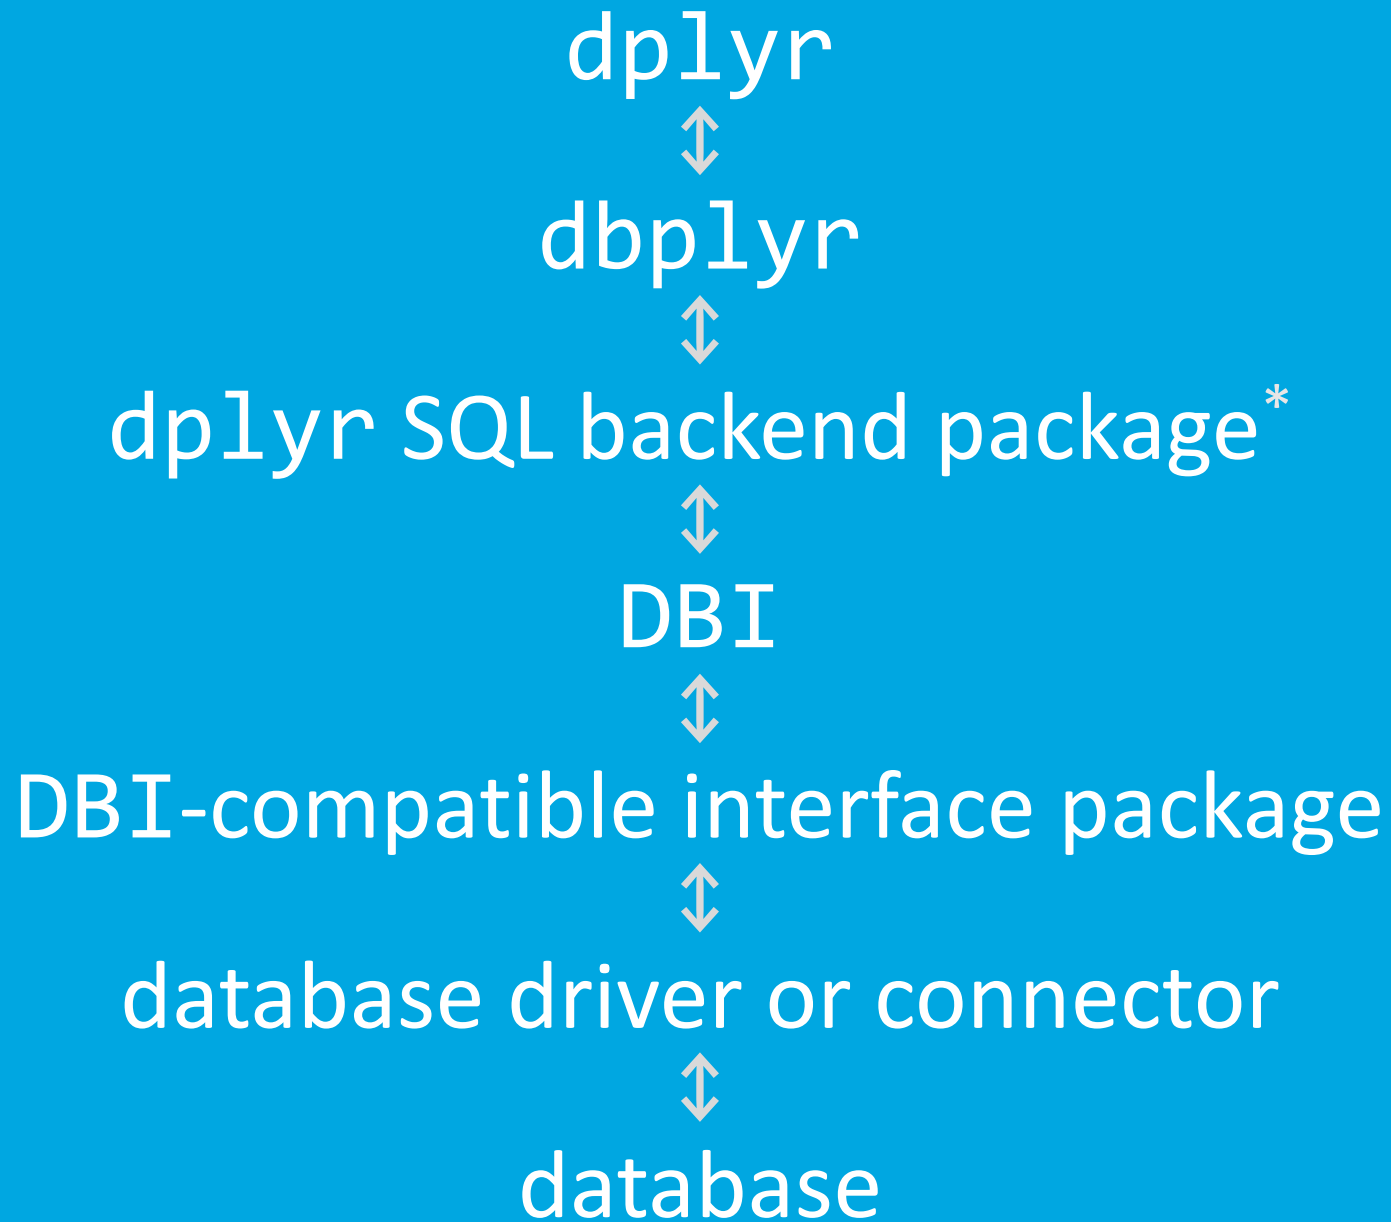 dplyr
↕
dbplyr
↕
dplyr SQL backend package*
↕
DBI
↕
DBI-compatible interface package
↕
database driver or connector
↕
database